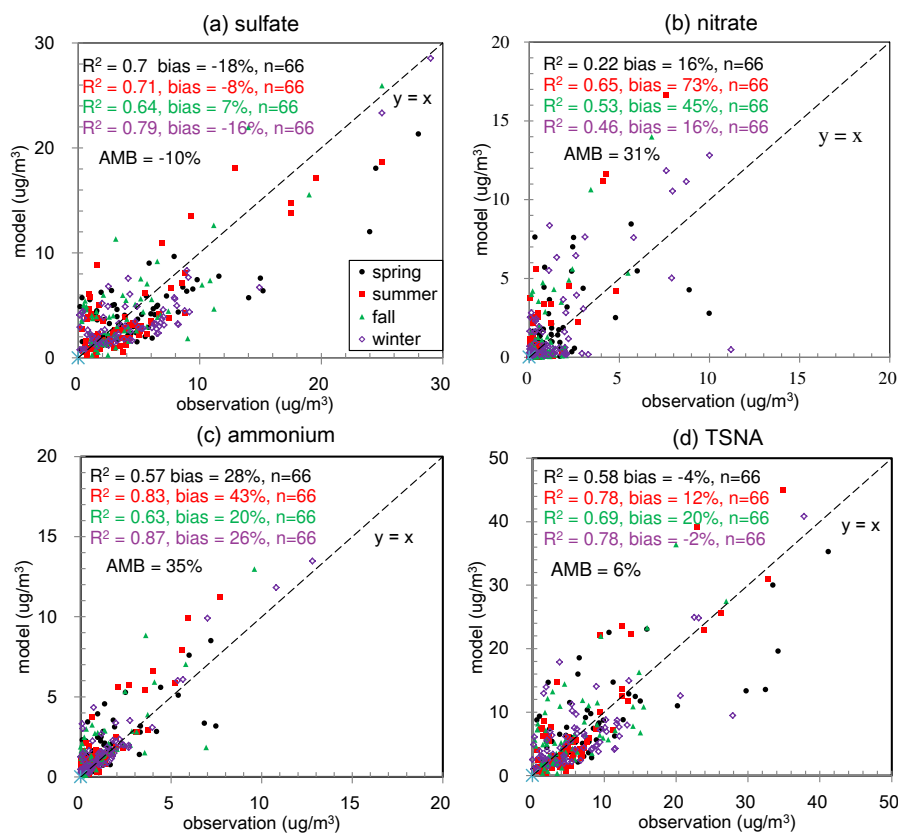 (a) sulfate
30
20
10
0
0
10
20
30
model (ug/m³)
observation (ug/m³)
R² = 0.7 bias = -18%, n=66
R² = 0.71, bias = -8%, n=66
R² = 0.64, bias = 7%, n=66
R² = 0.79, bias = -16%, n=66
AMB = -10%
y = x
spring
summer
fall
winter
(b) nitrate
20
15
10
5
0
0
5
10
15
20
model (ug/m³)
observation (ug/m³)
R² = 0.22 bias = 16%, n=66
R² = 0.65, bias = 73%, n=66
R² = 0.53, bias = 45%, n=66
R² = 0.46, bias = 16%, n=66
AMB = 31%
y = x
(c) ammonium
20
15
10
5
0
0
5
10
15
20
model (ug/m³)
observation (ug/m³)
R² = 0.57 bias = 28%, n=66
R² = 0.83, bias = 43%, n=66
R² = 0.63, bias = 20%, n=66
R² = 0.87, bias = 26%, n=66
AMB = 35%
y = x
(d) TSNA
50
40
30
20
10
0
0
10
20
30
40
50
model (ug/m³)
observation (ug/m³)
R² = 0.58 bias = -4%, n=66
R² = 0.78, bias = 12%, n=66
R² = 0.69, bias = 20%, n=66
R² = 0.78, bias = -2%, n=66
AMB = 6%
y = x